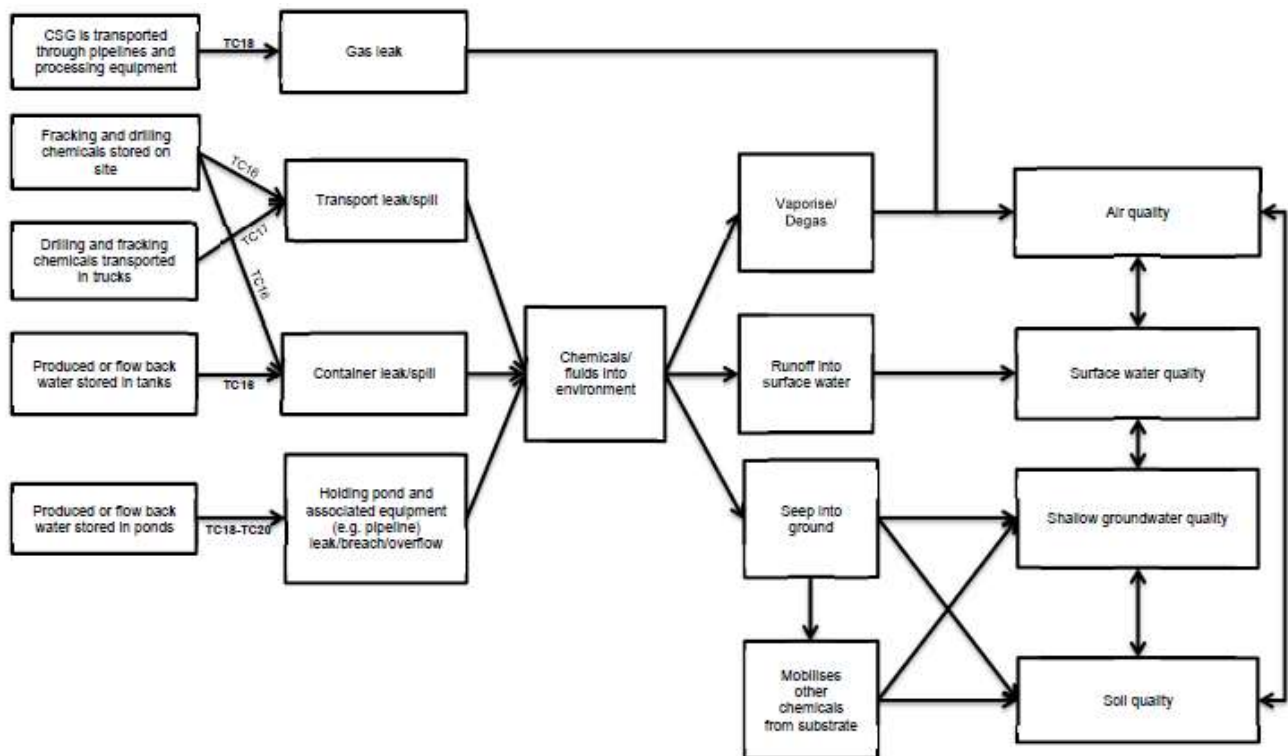 CSG is transported
through pipelines and
processing equipment
TC18
Gas leak
Fracking and drilling
chemicals stored on
site
TC16
TC16
Transport leak/spill
Drilling and fracking
chemicals transported
in trucks
TC17
Produced or flow back
water stored in tanks
TC16
Container leak/spill
Produced or flow back
water stored in ponds
TC18-TC20
Holding pond and
associated equipment
(e.g. pipeline)
leak/breach/overflow
Chemicals/
fluids into
environment
Vaporise/
Degas
Runoff into
surface water
Seep into
ground
Mobilises
other
chemicals
from substrate
Air quality
Surface water quality
Shallow groundwater quality
Soil quality